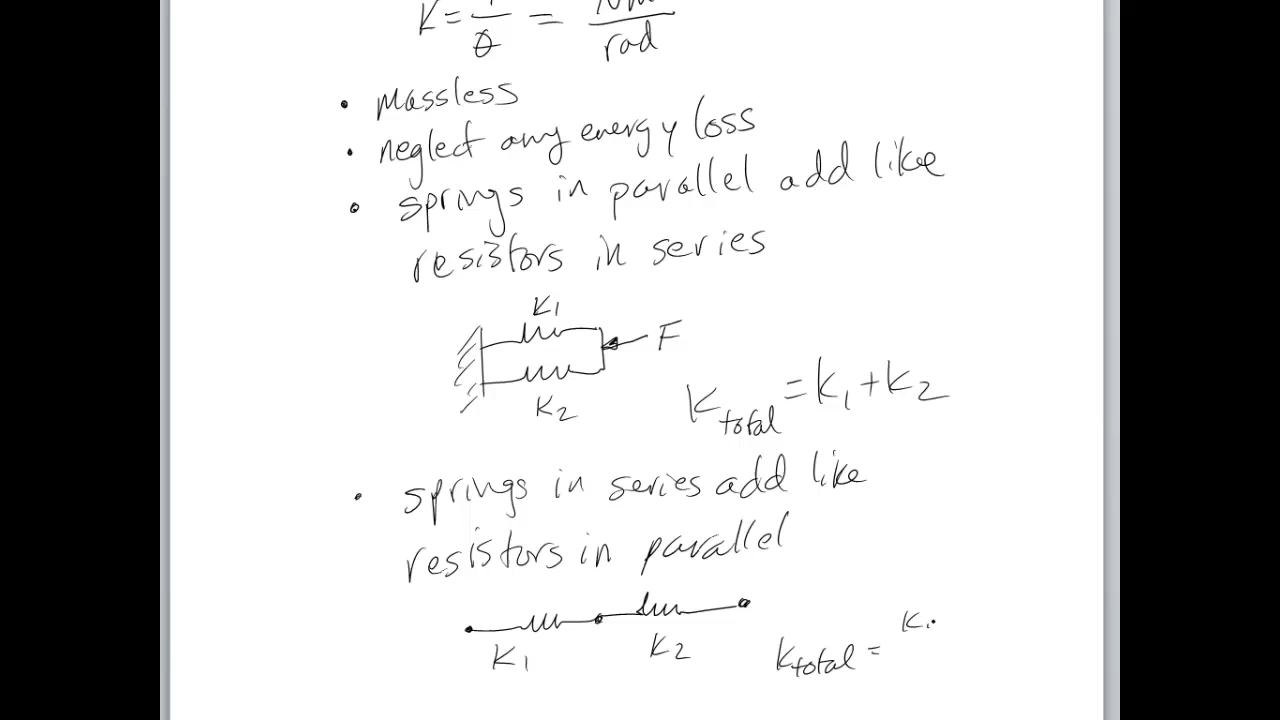 K = — = —
θ rad
• massless
• neglect any energy loss
• springs in parallel add like
resistors in series
K1
F
K2
Ktotal = K1 + K2
• springs in series add like
resistors in parallel
K1 K2 Ktotal = K